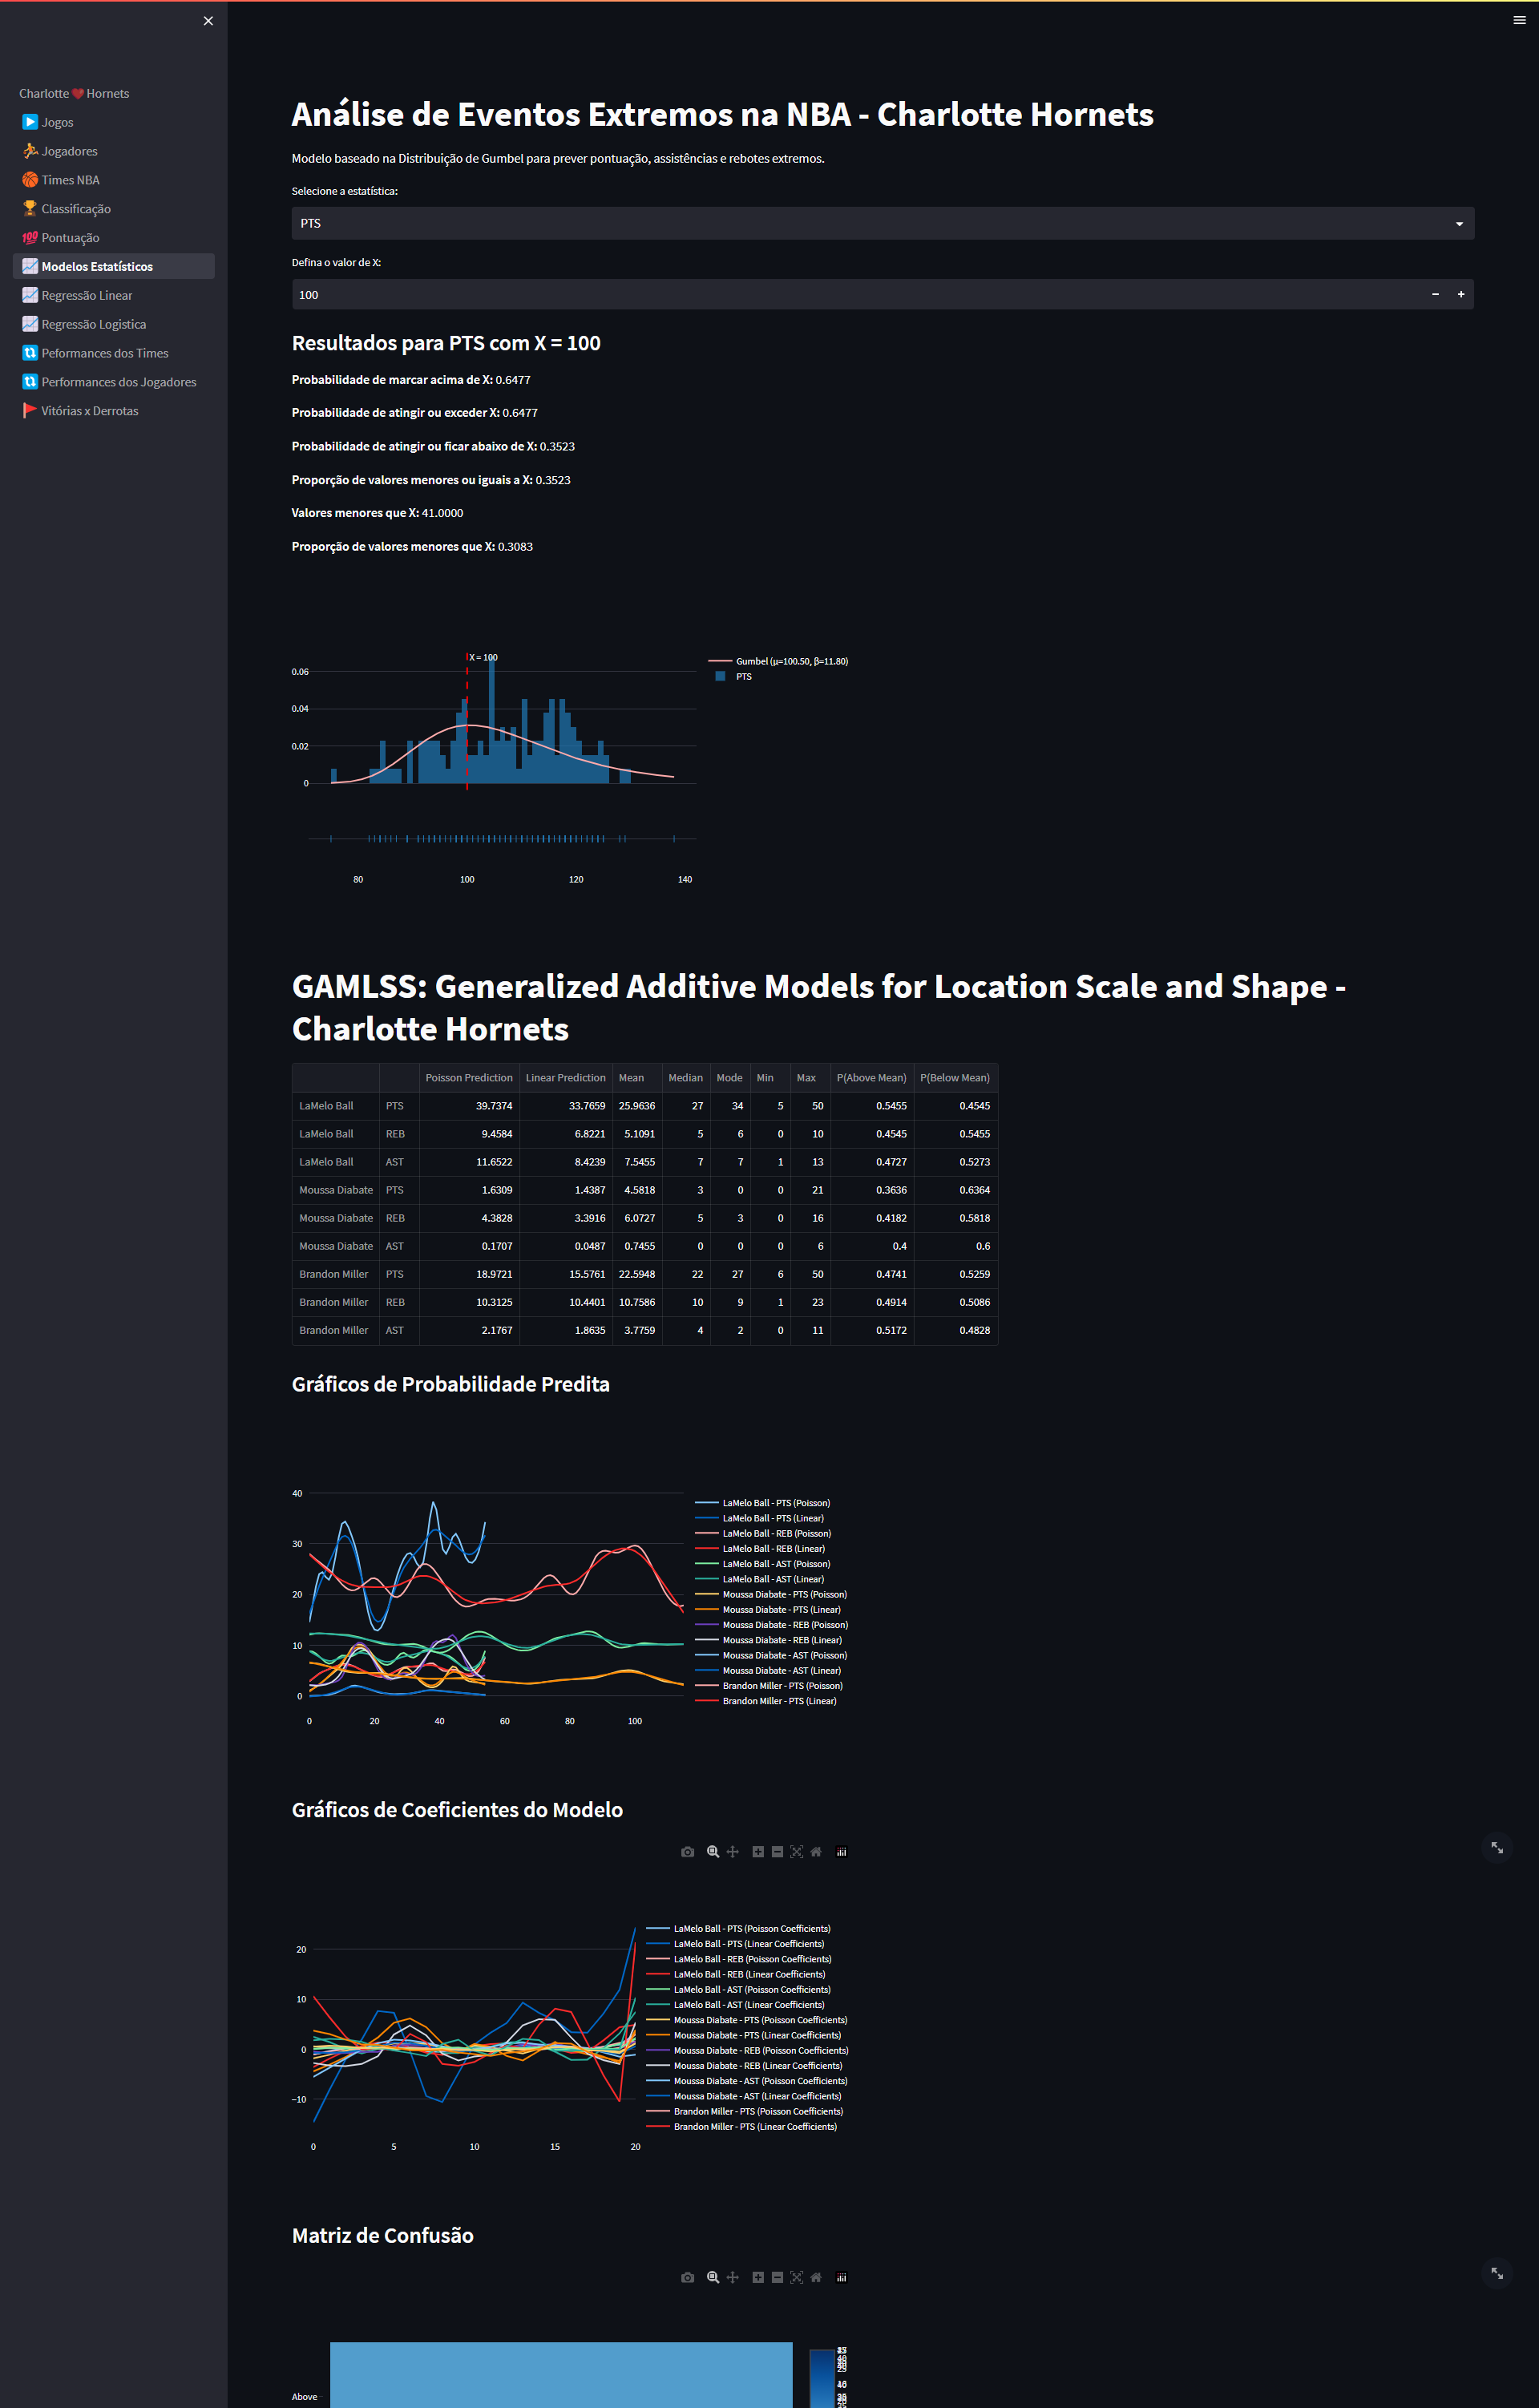 Charlotte Hornets
Jogos
Jogadores
Times NBA
Classificação
Pontuação
Modelos Estatísticos
Regressão Linear
Regressão Logistica
Peformances dos Times
Performances dos Jogadores
Vitórias x Derrotas
Análise de Eventos Extremos na NBA - Charlotte Hornets
Modelo baseado na Distribuição de Gumbel para prever pontuação, assistências e rebotes extremos.
Selecione a estatística:
PTS
Defina o valor de X:
100
Resultados para PTS com X = 100
Probabilidade de marcar acima de X: 0.6477
Probabilidade de atingir ou exceder X: 0.6477
Probabilidade de atingir ou ficar abaixo de X: 0.3523
Proporção de valores menores ou iguais a X: 0.3523
Valores menores que X: 41.0000
Proporção de valores menores que X: 0.3083
X = 100
Gumbel (μ=100.50, β=11.80)
PTS
0.06
0.04
0.02
0
80 100 120 140
GAMLSS: Generalized Additive Models for Location Scale and Shape -
Charlotte Hornets
Poisson Prediction Linear Prediction Mean Median Mode Min Max P(Above Mean) P(Below Mean)
LaMelo Ball PTS 39.7374 33.7659 25.9636 27 34 5 50 0.5455 0.4545
LaMelo Ball REB 9.4584 6.8221 5.1091 5 6 0 10 0.4545 0.5455
LaMelo Ball AST 11.6522 8.4239 7.5455 7 7 1 13 0.4727 0.5273
Moussa Diabate PTS 1.6309 1.4387 4.5818 3 0 0 21 0.3636 0.6364
Moussa Diabate REB 4.3828 3.3916 6.0727 5 3 0 16 0.4182 0.5818
Moussa Diabate AST 0.1707 0.0487 0.7455 0 0 0 6 0.4 0.6
Brandon Miller PTS 18.9721 15.5761 22.5948 22 27 6 50 0.4741 0.5259
Brandon Miller REB 10.3125 10.4401 10.7586 10 9 1 23 0.4914 0.5086
Brandon Miller AST 2.1767 1.8635 3.7759 4 2 0 11 0.5172 0.4828
Gráficos de Probabilidade Predita
40
30
20
10
0
0 20 40 60 80 100
LaMelo Ball - PTS (Poisson)
LaMelo Ball - PTS (Linear)
LaMelo Ball - REB (Poisson)
LaMelo Ball - REB (Linear)
LaMelo Ball - AST (Poisson)
LaMelo Ball - AST (Linear)
Moussa Diabate - PTS (Poisson)
Moussa Diabate - PTS (Linear)
Moussa Diabate - REB (Poisson)
Moussa Diabate - REB (Linear)
Moussa Diabate - AST (Poisson)
Moussa Diabate - AST (Linear)
Brandon Miller - PTS (Poisson)
Brandon Miller - PTS (Linear)
Gráficos de Coeficientes do Modelo
20
10
0
−10
0 5 10 15 20
LaMelo Ball - PTS (Poisson Coefficients)
LaMelo Ball - PTS (Linear Coefficients)
LaMelo Ball - REB (Poisson Coefficients)
LaMelo Ball - REB (Linear Coefficients)
LaMelo Ball - AST (Poisson Coefficients)
LaMelo Ball - AST (Linear Coefficients)
Moussa Diabate - PTS (Poisson Coefficients)
Moussa Diabate - PTS (Linear Coefficients)
Moussa Diabate - REB (Poisson Coefficients)
Moussa Diabate - REB (Linear Coefficients)
Moussa Diabate - AST (Poisson Coefficients)
Moussa Diabate - AST (Linear Coefficients)
Brandon Miller - PTS (Poisson Coefficients)
Brandon Miller - PTS (Linear Coefficients)
Matriz de Confusão
Above